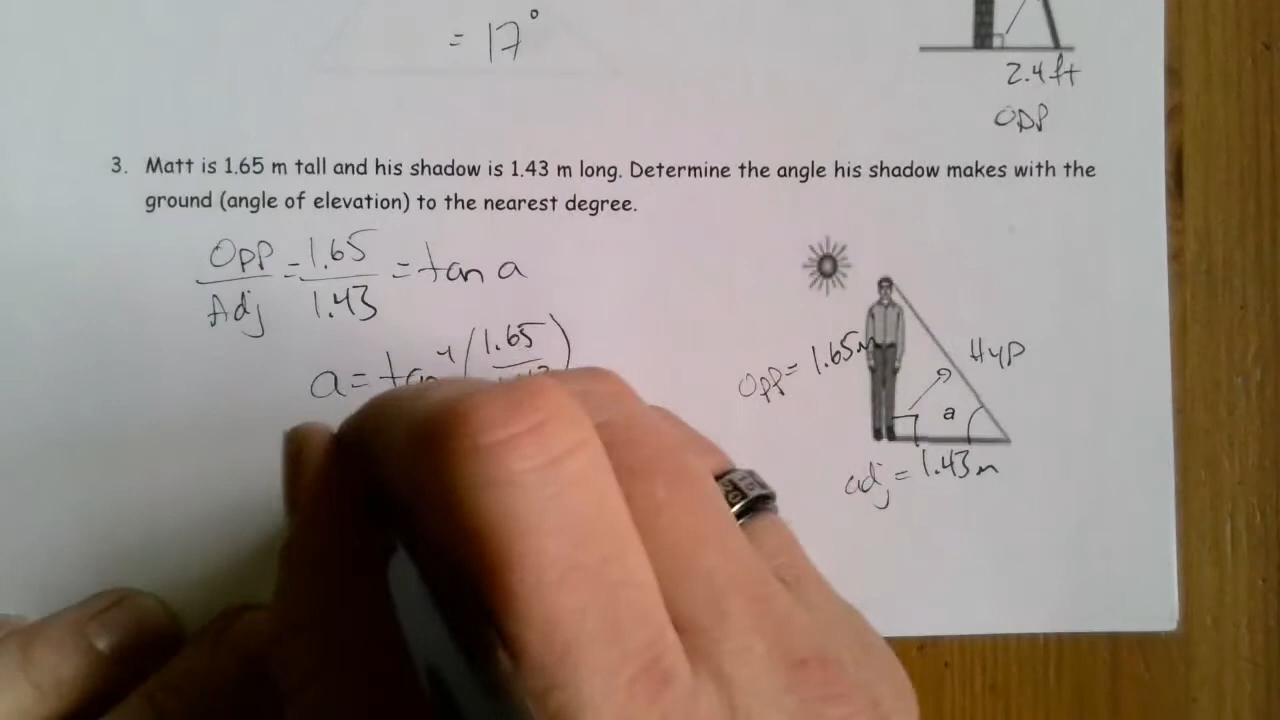 = 17°
2.4 ft
OPP
3. Matt is 1.65 m tall and his shadow is 1.43 m long. Determine the angle his shadow makes with the
ground (angle of elevation) to the nearest degree.
Opp = 1.65 = tan a
Adj 1.43
a = tan⁻¹ (1.65
Opp = 1.65m
Hyp
a
adj = 1.43m